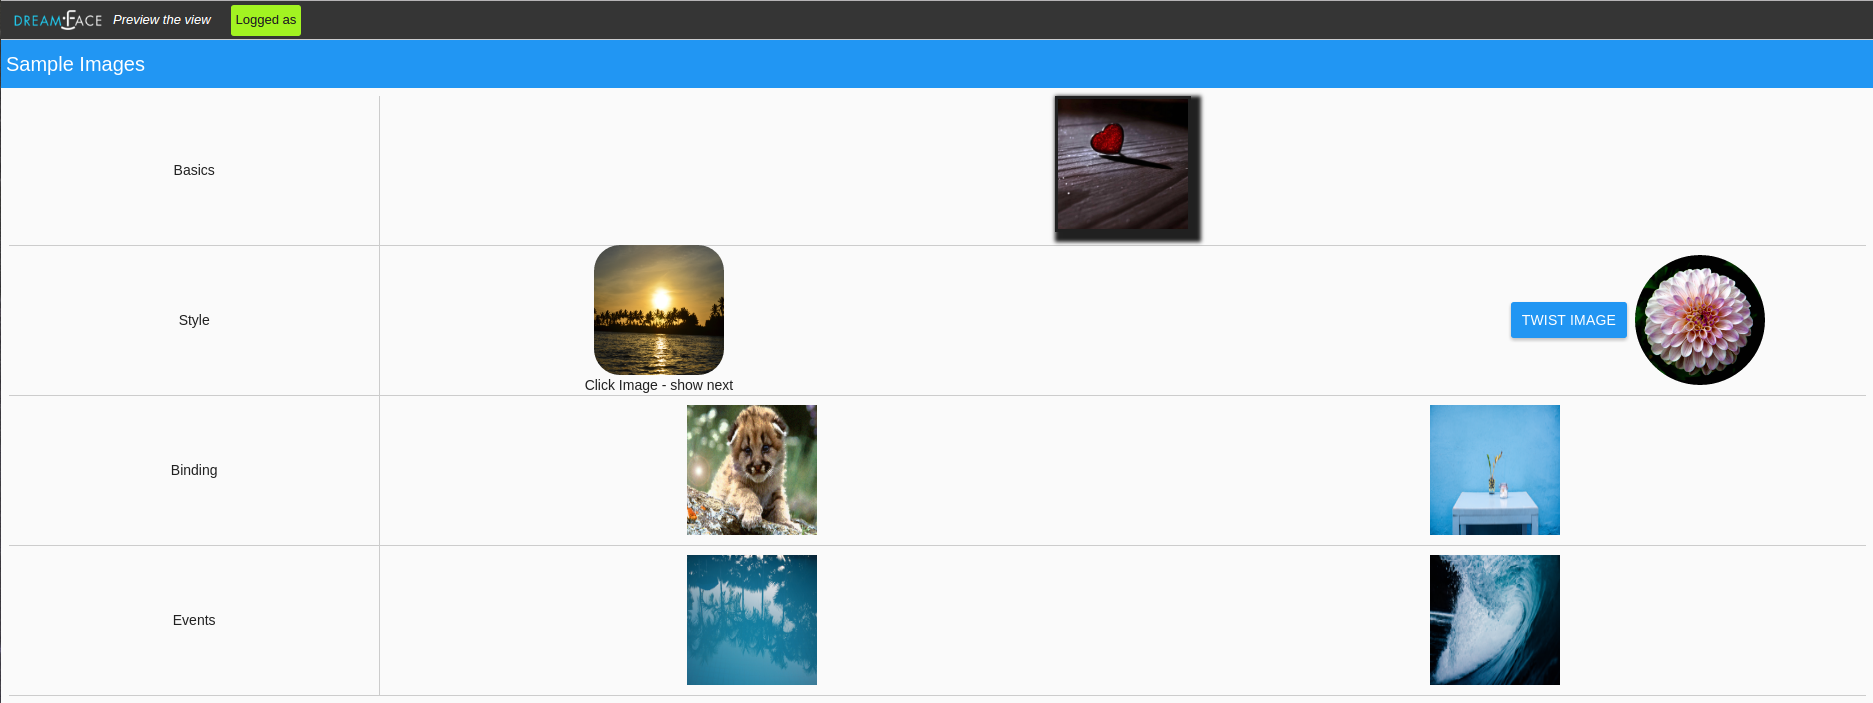 DREAMFACE Preview the view Logged as
Sample Images
Basics
Style
TWIST IMAGE
Click Image - show next
Binding
Events